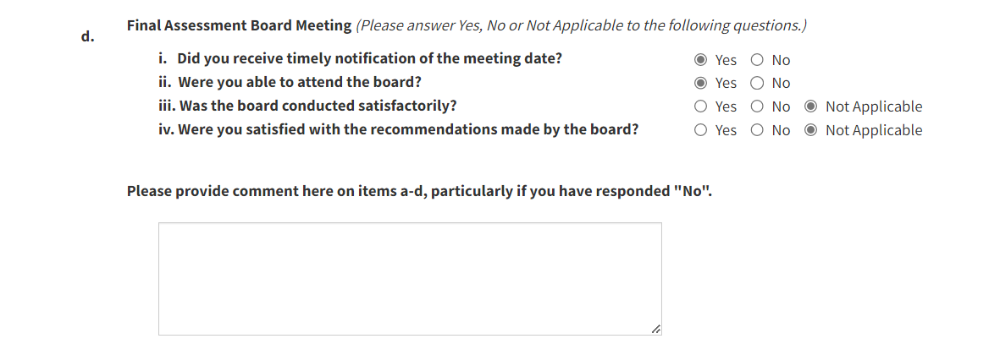 d. Final Assessment Board Meeting (Please answer Yes, No or Not Applicable to the following questions.)
i. Did you receive timely notification of the meeting date? Yes No
ii. Were you able to attend the board? Yes No
iii. Was the board conducted satisfactorily? Yes No Not Applicable
iv. Were you satisfied with the recommendations made by the board? Yes No Not Applicable
Please provide comment here on items a-d, particularly if you have responded "No".